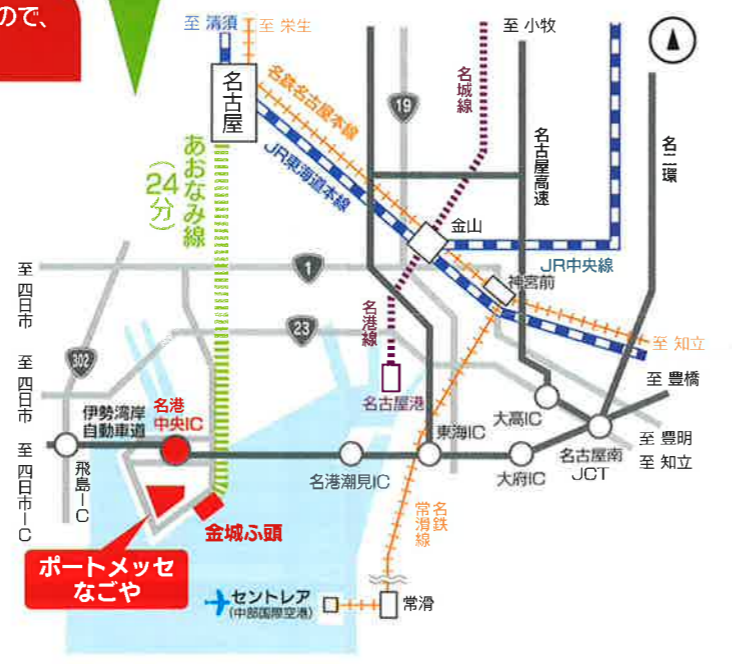 ので、
至 清須
至 栄生
至 小牧
名古屋
名鉄名古屋本線
JR東海道本線
19
名城線
名古屋高速
名二環
あおなみ線
(24分)
金山
JR中央線
神宮前
至 四日市
1
名港線
23
至 知立
302
至 四日市
名古屋港
至 豊橋
伊勢湾岸
自動車道
名港
中央IC
東海IC
大高IC
至 豊明
至 四日市IC
飛島IC
名港潮見IC
大府IC
名古屋南
JCT
至 知立
名鉄
常滑線
金城ふ頭
ポートメッセ
なごや
セントレア
(中部国際空港)
常滑